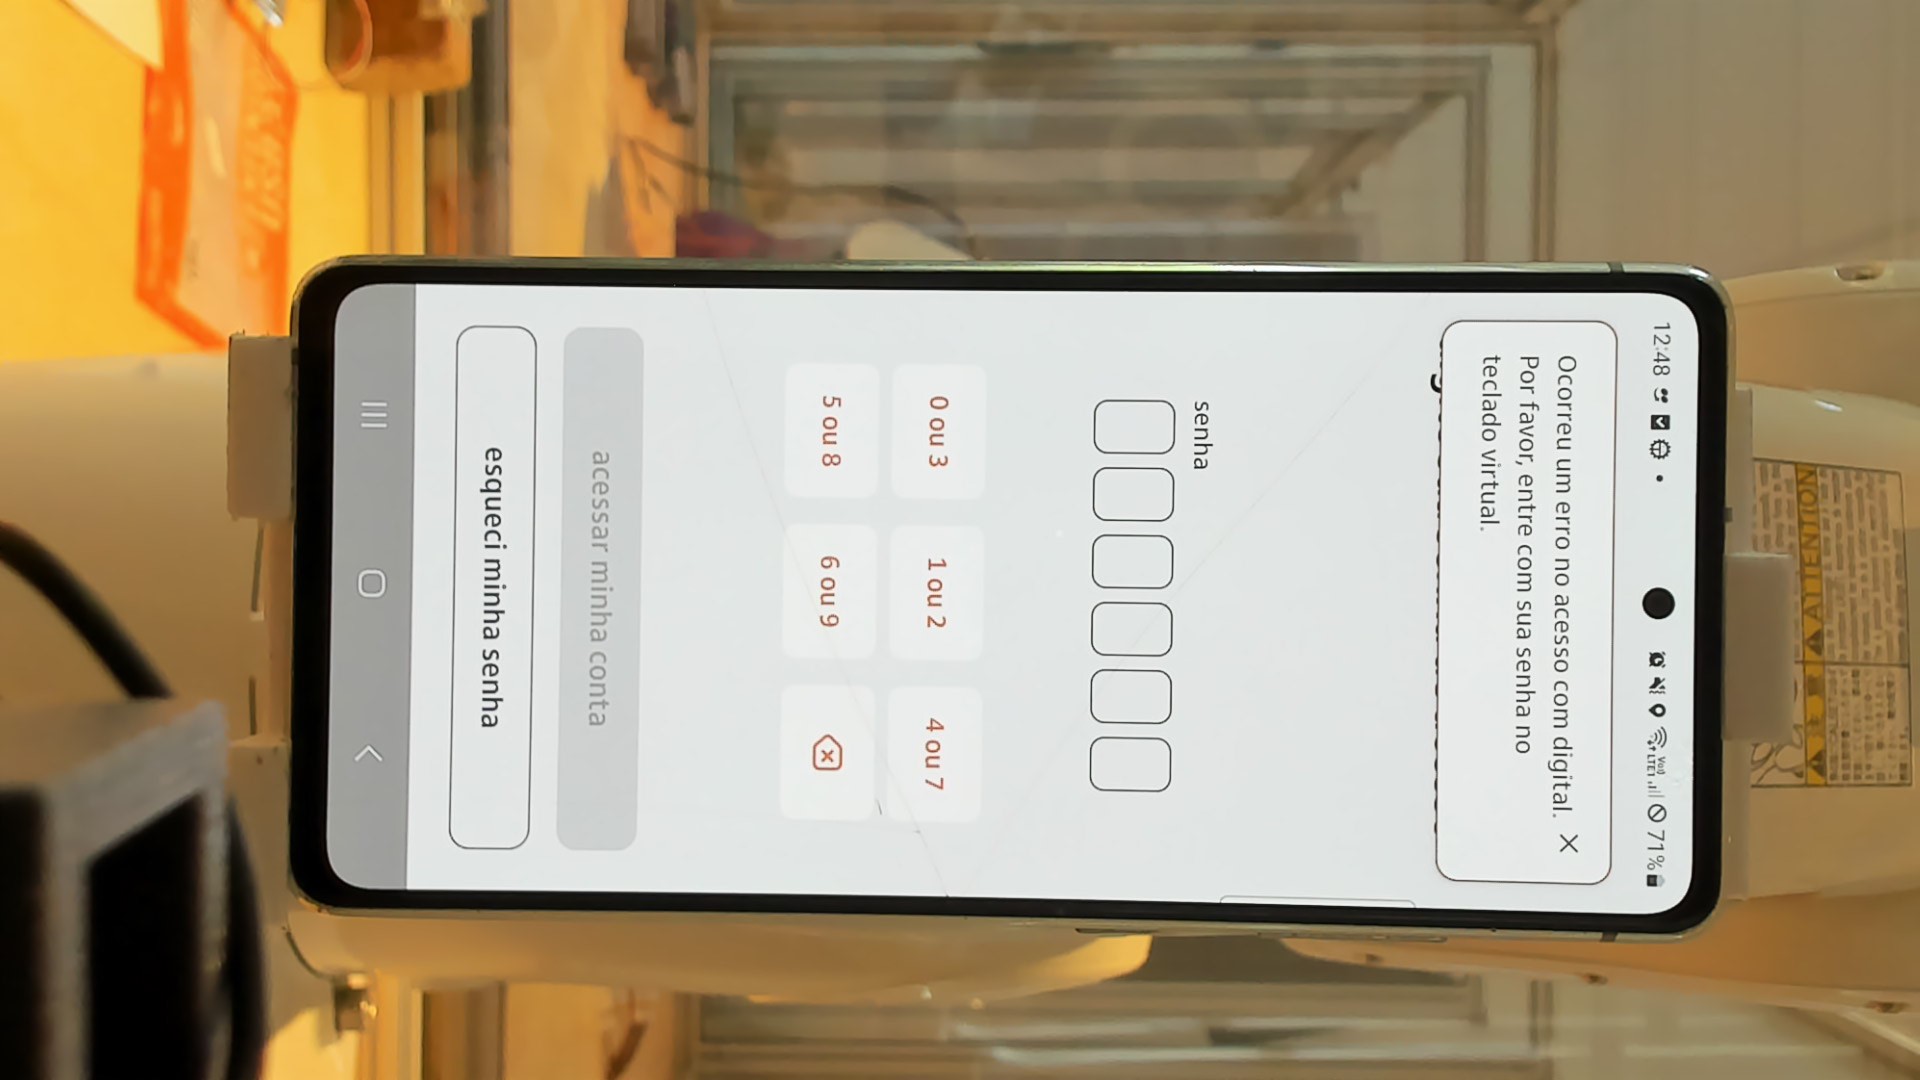 12:48
VoI)
LTE1
71%
Ocorreu um erro no acesso com digital.
Por favor, entre com sua senha no
teclado virtual.
senha
0 ou 3
1 ou 2
4 ou 7
5 ou 8
6 ou 9
acessar minha conta
esqueci minha senha
ATTENTION